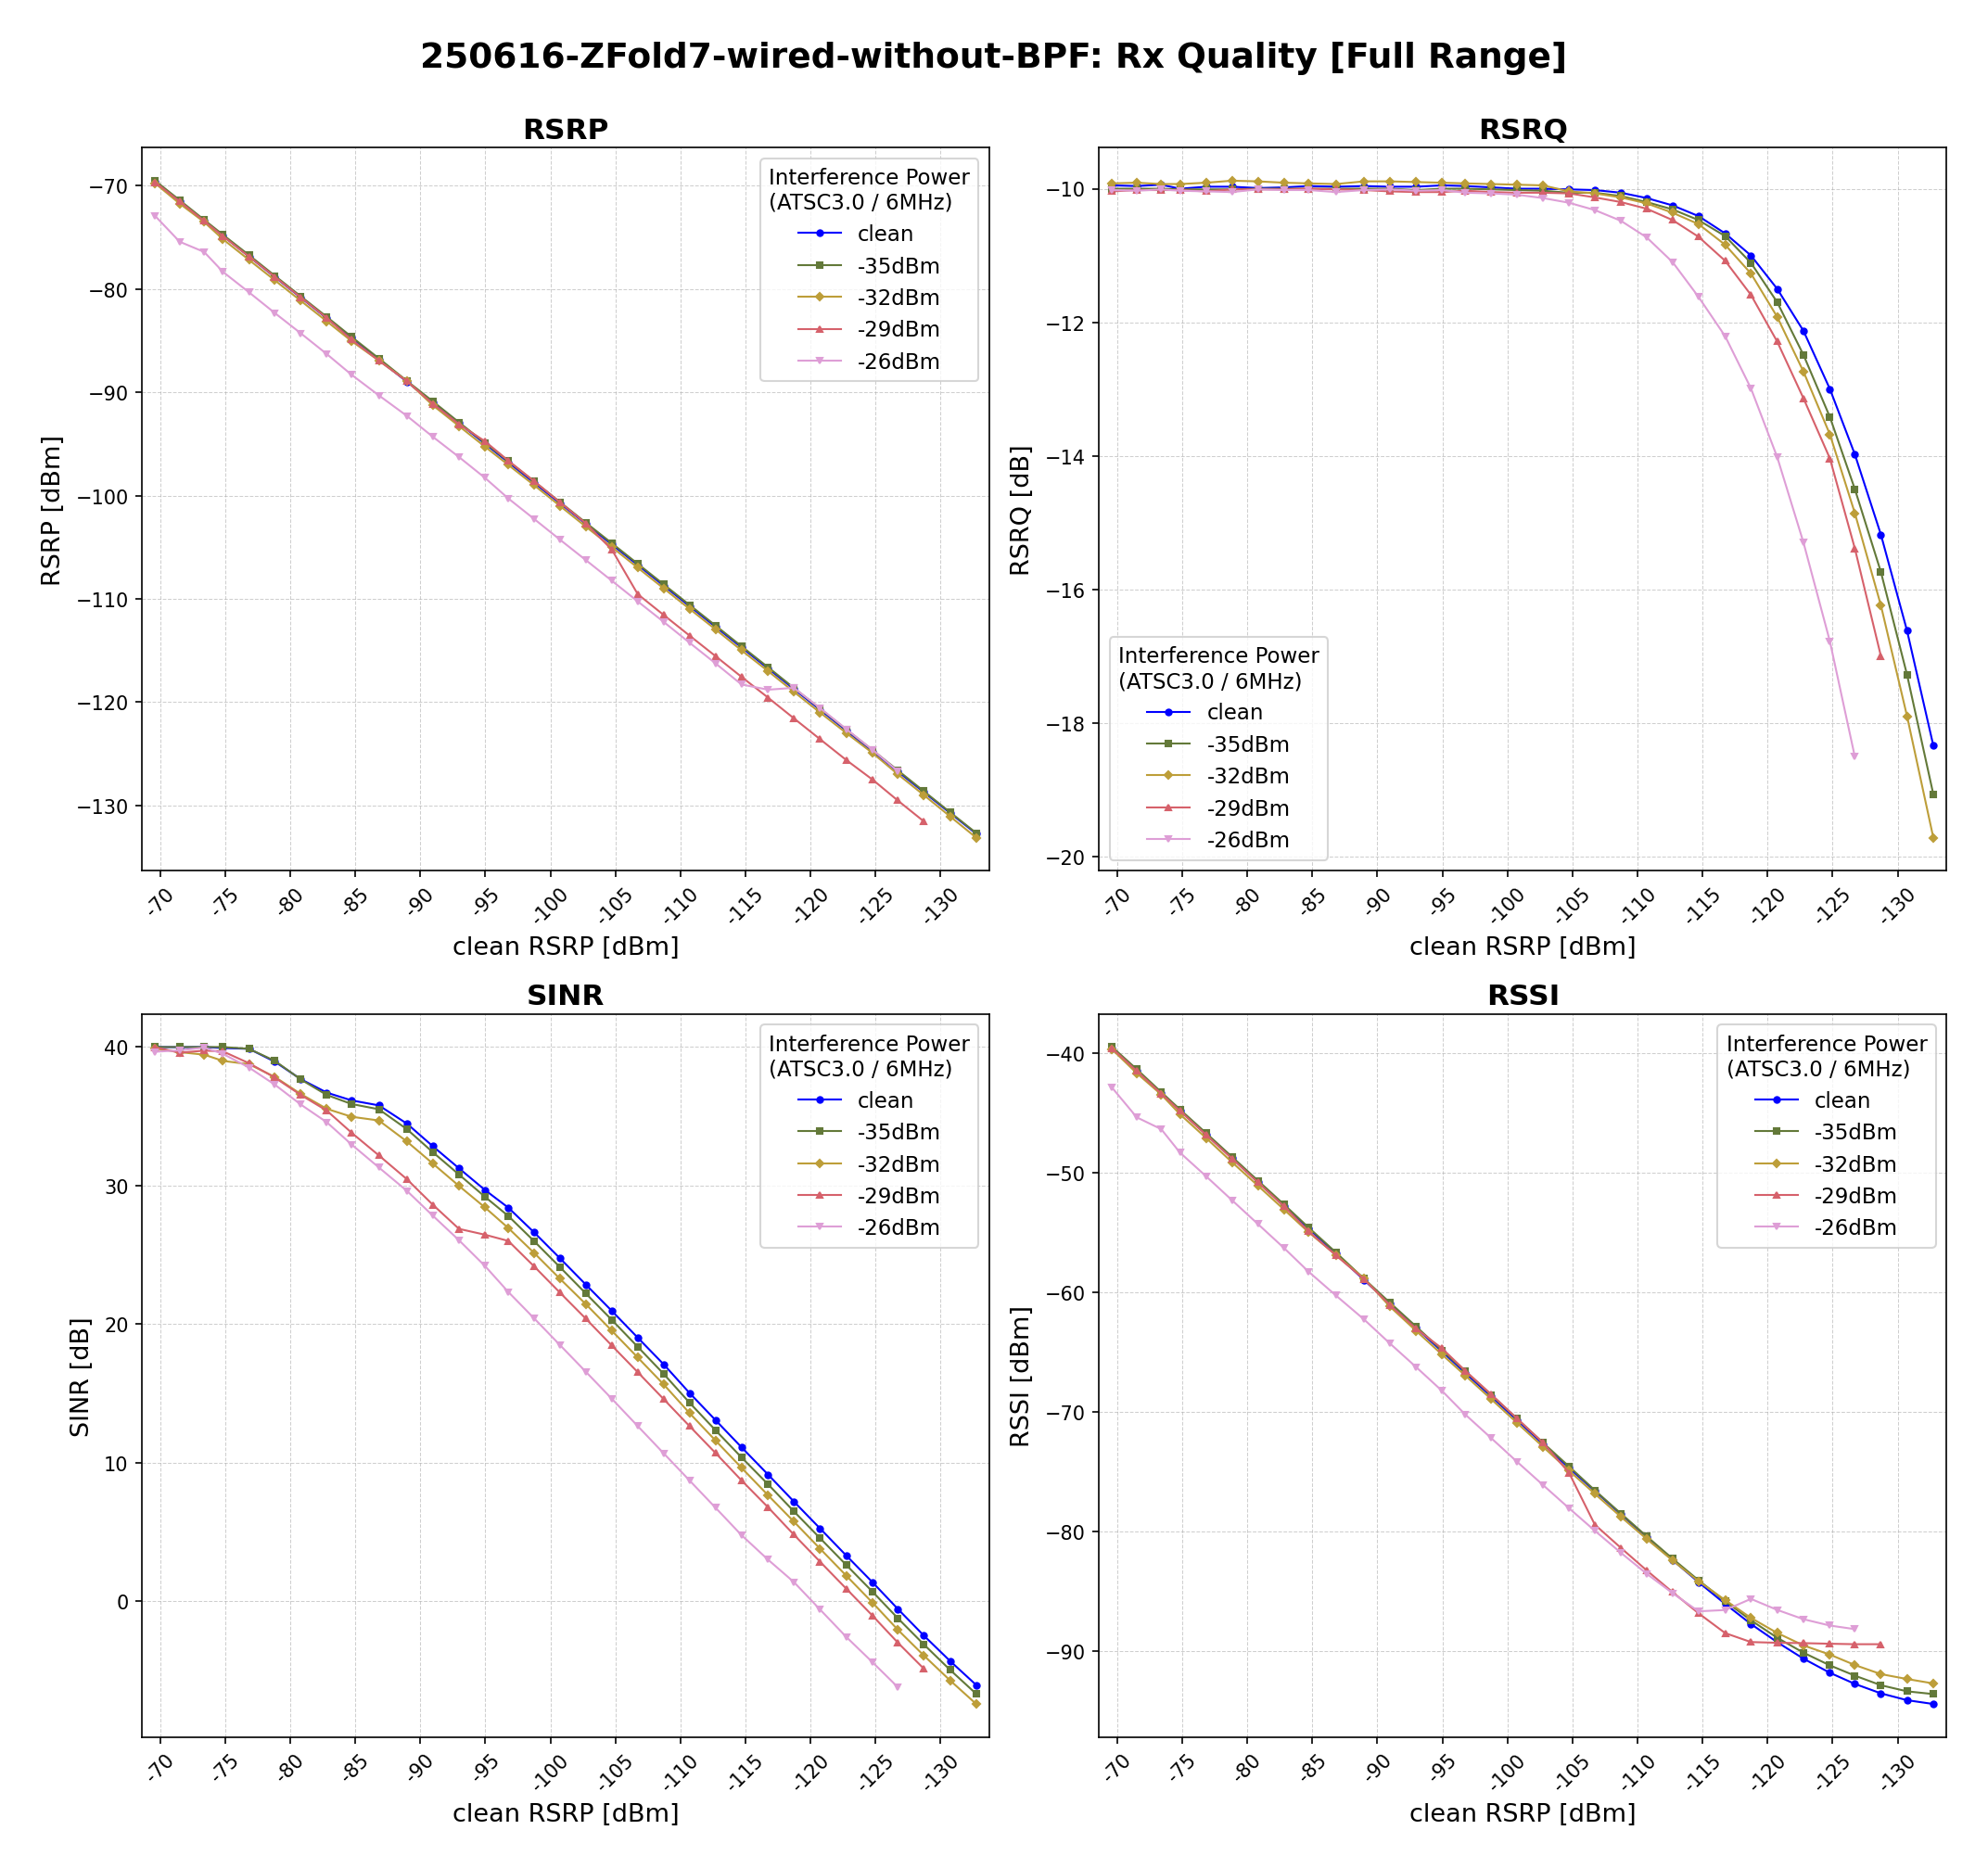 250616-ZFold7-wired-without-BPF: Rx Quality [Full Range]
RSRP
RSRP [dBm]
−70
−80
−90
−100
−110
−120
−130
Interference Power
(ATSC3.0 / 6MHz)
clean
-35dBm
-32dBm
-29dBm
-26dBm
-70
-75
-80
-85
-90
-95
-100
-105
-110
-115
-120
-125
-130
clean RSRP [dBm]
RSRQ
RSRQ [dB]
−10
−12
−14
−16
−18
−20
Interference Power
(ATSC3.0 / 6MHz)
clean
-35dBm
-32dBm
-29dBm
-26dBm
-70
-75
-80
-85
-90
-95
-100
-105
-110
-115
-120
-125
-130
clean RSRP [dBm]
SINR
SINR [dB]
40
30
20
10
0
Interference Power
(ATSC3.0 / 6MHz)
clean
-35dBm
-32dBm
-29dBm
-26dBm
-70
-75
-80
-85
-90
-95
-100
-105
-110
-115
-120
-125
-130
clean RSRP [dBm]
RSSI
RSSI [dBm]
−40
−50
−60
−70
−80
−90
Interference Power
(ATSC3.0 / 6MHz)
clean
-35dBm
-32dBm
-29dBm
-26dBm
-70
-75
-80
-85
-90
-95
-100
-105
-110
-115
-120
-125
-130
clean RSRP [dBm]